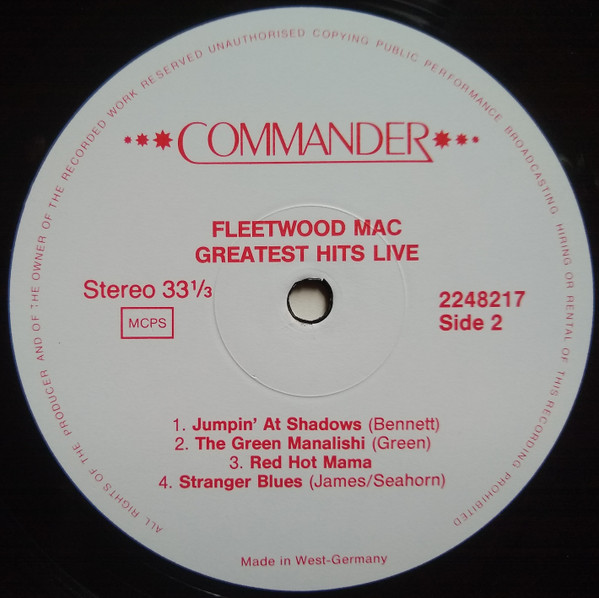 ALL RIGHTS OF THE PRODUCER AND OF THE OWNER OF THE RECORDED WORK RESERVED UNAUTHORISED COPYING PUBLIC PERFORMANCE BROADCASTING HIRING OR RENTAL OF THIS RECORDING PROHIBITED
COMMANDER
FLEETWOOD MAC
GREATEST HITS LIVE
Stereo 33 1/3
MCPS
2248217
Side 2
1. Jumpin' At Shadows (Bennett)
2. The Green Manalishi (Green)
3. Red Hot Mama
4. Stranger Blues (James/Seahorn)
Made in West-Germany